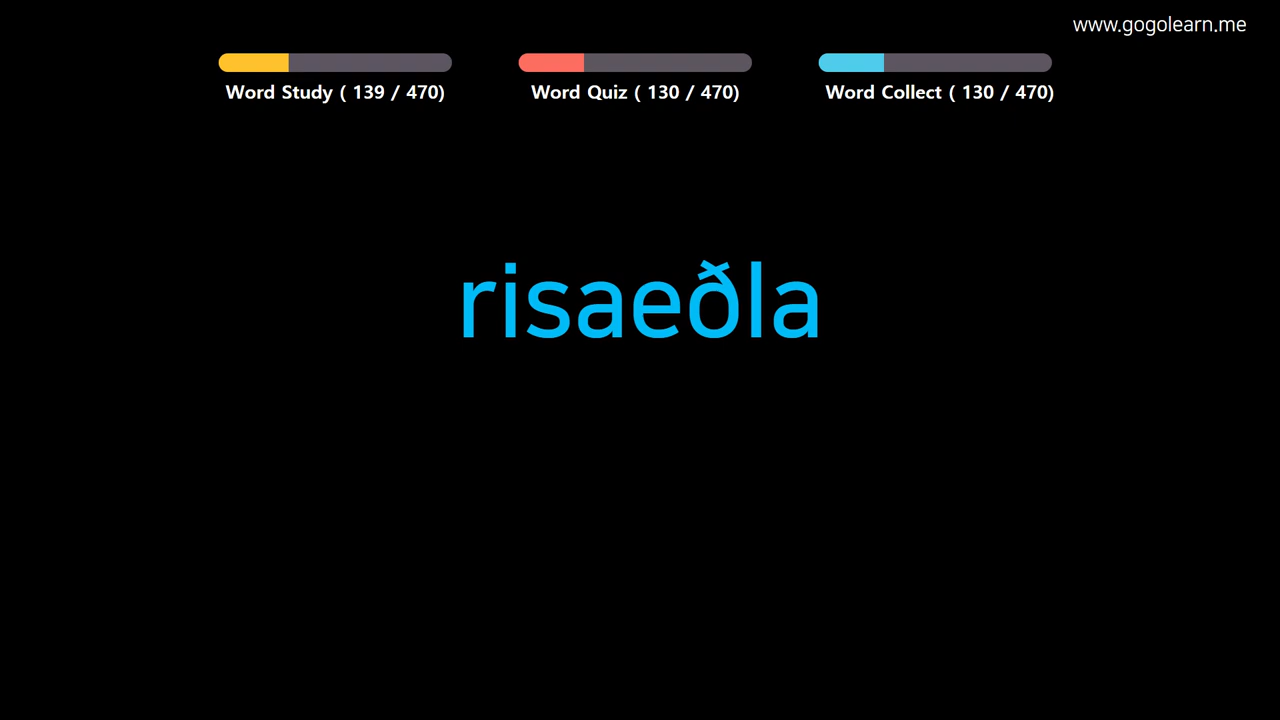 www.gogolearn.me
Word Study ( 139 / 470)
Word Quiz ( 130 / 470)
Word Collect ( 130 / 470)
risaeðla